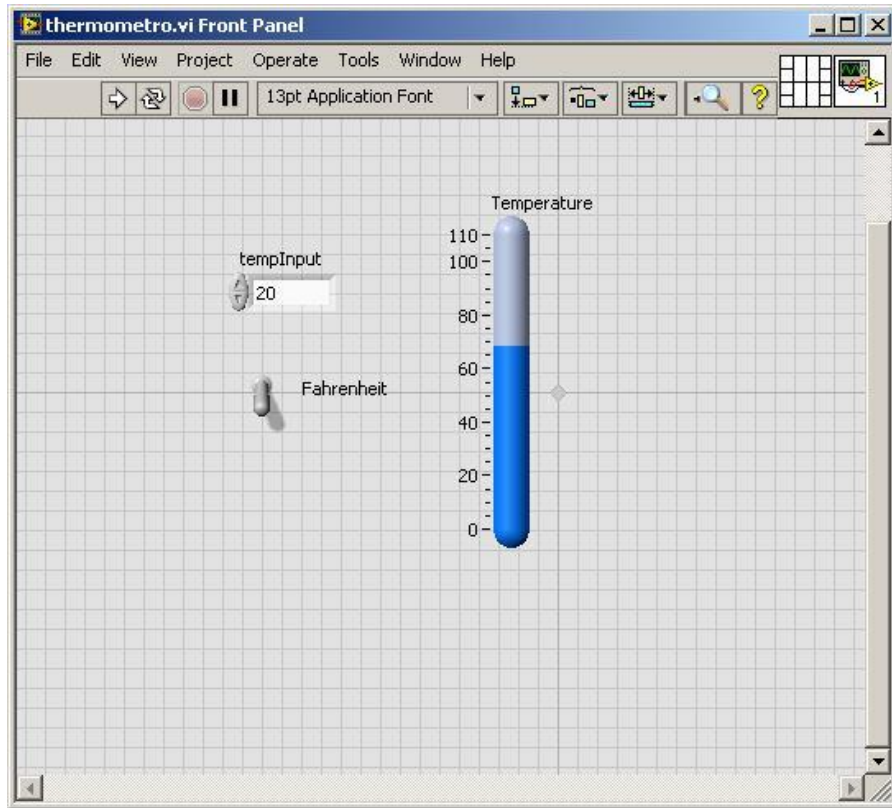 thermometro.vi Front Panel
File Edit View Project Operate Tools Window Help
13pt Application Font
?
1
Temperature
110
tempInput
100
20
80
60
Fahrenheit
40
20
0